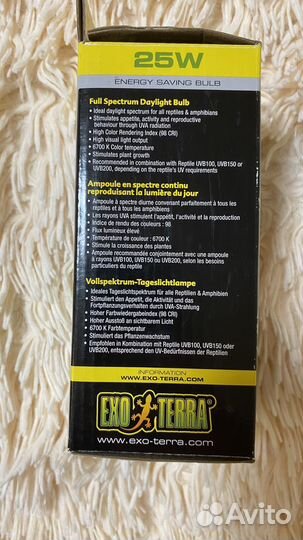 25W
ENERGY SAVING BULB
Full Spectrum Daylight Bulb
• Ideal daylight spectrum for all reptiles & amphibians
• Stimulates appetite, activity and reproductive
behaviour through UVA radiation
• High Color Rendering Index (98 CRI)
• High visual light output
• 6700 K Color temperature
• Stimulates plant growth
• Recommended in combination with Reptile UVB100, UVB150 or
UVB200, depending on the reptile's UV requirements
Ampoule en spectre continu
reproduisant la lumière du jour
• Ampoule à spectre diurne convenant parfaitement à tous les
reptiles et à tous les amphibiens
• Les rayons UVA stimulent l'appétit, l'activité et la reproduction
• Indice de rendu des couleurs : 98
• Flux lumineux élevé
• Température de couleur : 6700 K
• Stimule la croissance des plantes
• Ampoule recommandée conjointement avec une ampoule
à rayons UVB100, UVB150 ou UVB200, selon les besoins
particuliers du reptile
Vollspektrum-Tageslichtlampe
• Ideales Tageslichtspektrum für alle Reptilien & Amphibien
• Stimuliert den Appetit, die Aktivität und das
Fortpflanzungsverhalten durch UVA-Strahlung
• Hoher Farbwiedergabeindex (98 CRI)
• Hoher Ausstoß an sichtbarem Licht
• 6700 K Farbtemperatur
• Stimuliert das Pflanzenwachstum
• Empfohlen in Kombination mit Reptile UVB100, UVB150 oder
UVB200, entsprechend den UV-Bedürfnissen der Reptilien
INFORMATION
www.exo-terra.com
EXO TERRA®
www.exo-terra.com
Avito